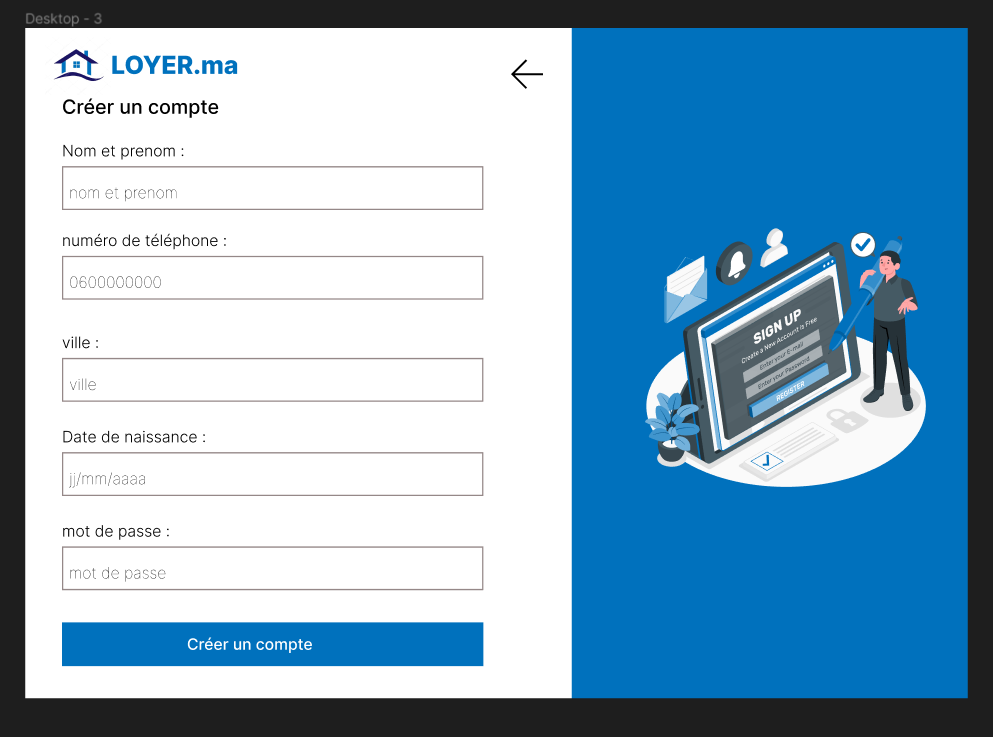 Desktop - 3
LOYER.ma
Créer un compte
Nom et prenom :
nom et prenom
numéro de téléphone :
0600000000
ville :
ville
Date de naissance :
jj/mm/aaaa
mot de passe :
mot de passe
Créer un compte
SIGN UP
Create a New Account is Free
Enter your E-mail
Enter your Password
REGISTER